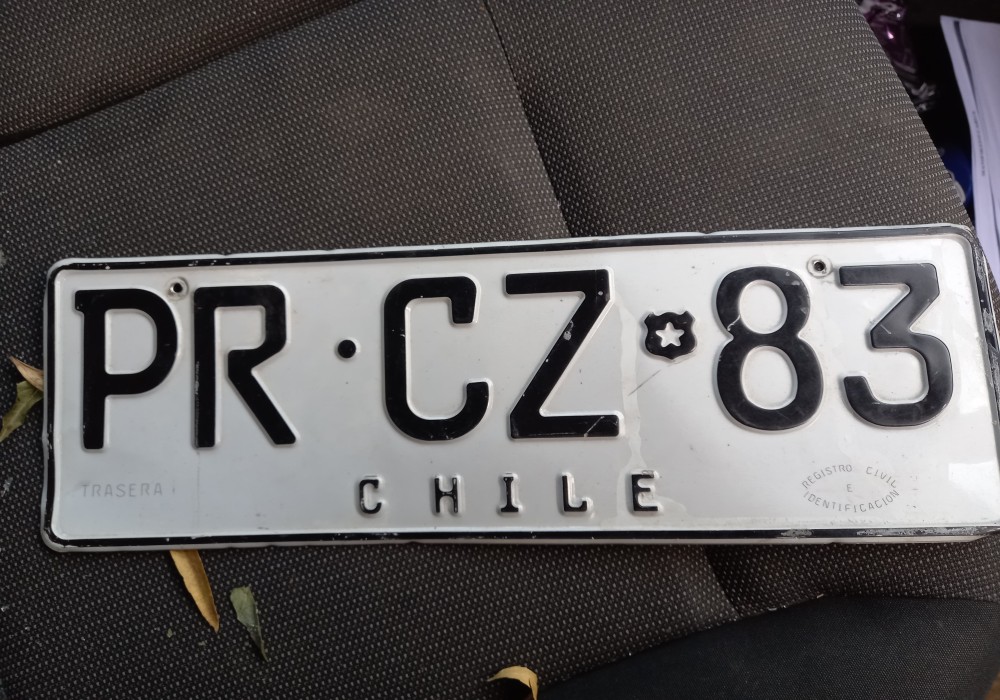 PR·CZ 83
TRASERA
CHILE
REGISTRO CIVIL
E
IDENTIFICACION